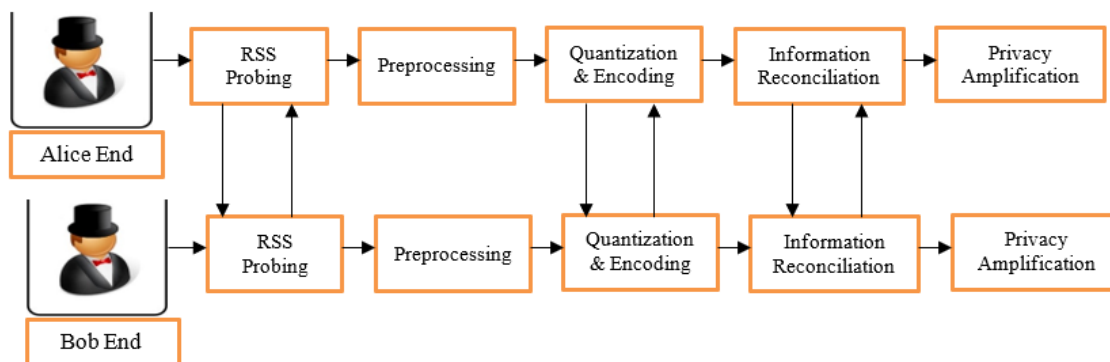 RSS
Probing
Preprocessing
Quantization
& Encoding
Information
Reconciliation
Privacy
Amplification
Alice End
RSS
Probing
Preprocessing
Quantization
& Encoding
Information
Reconciliation
Privacy
Amplification
Bob End